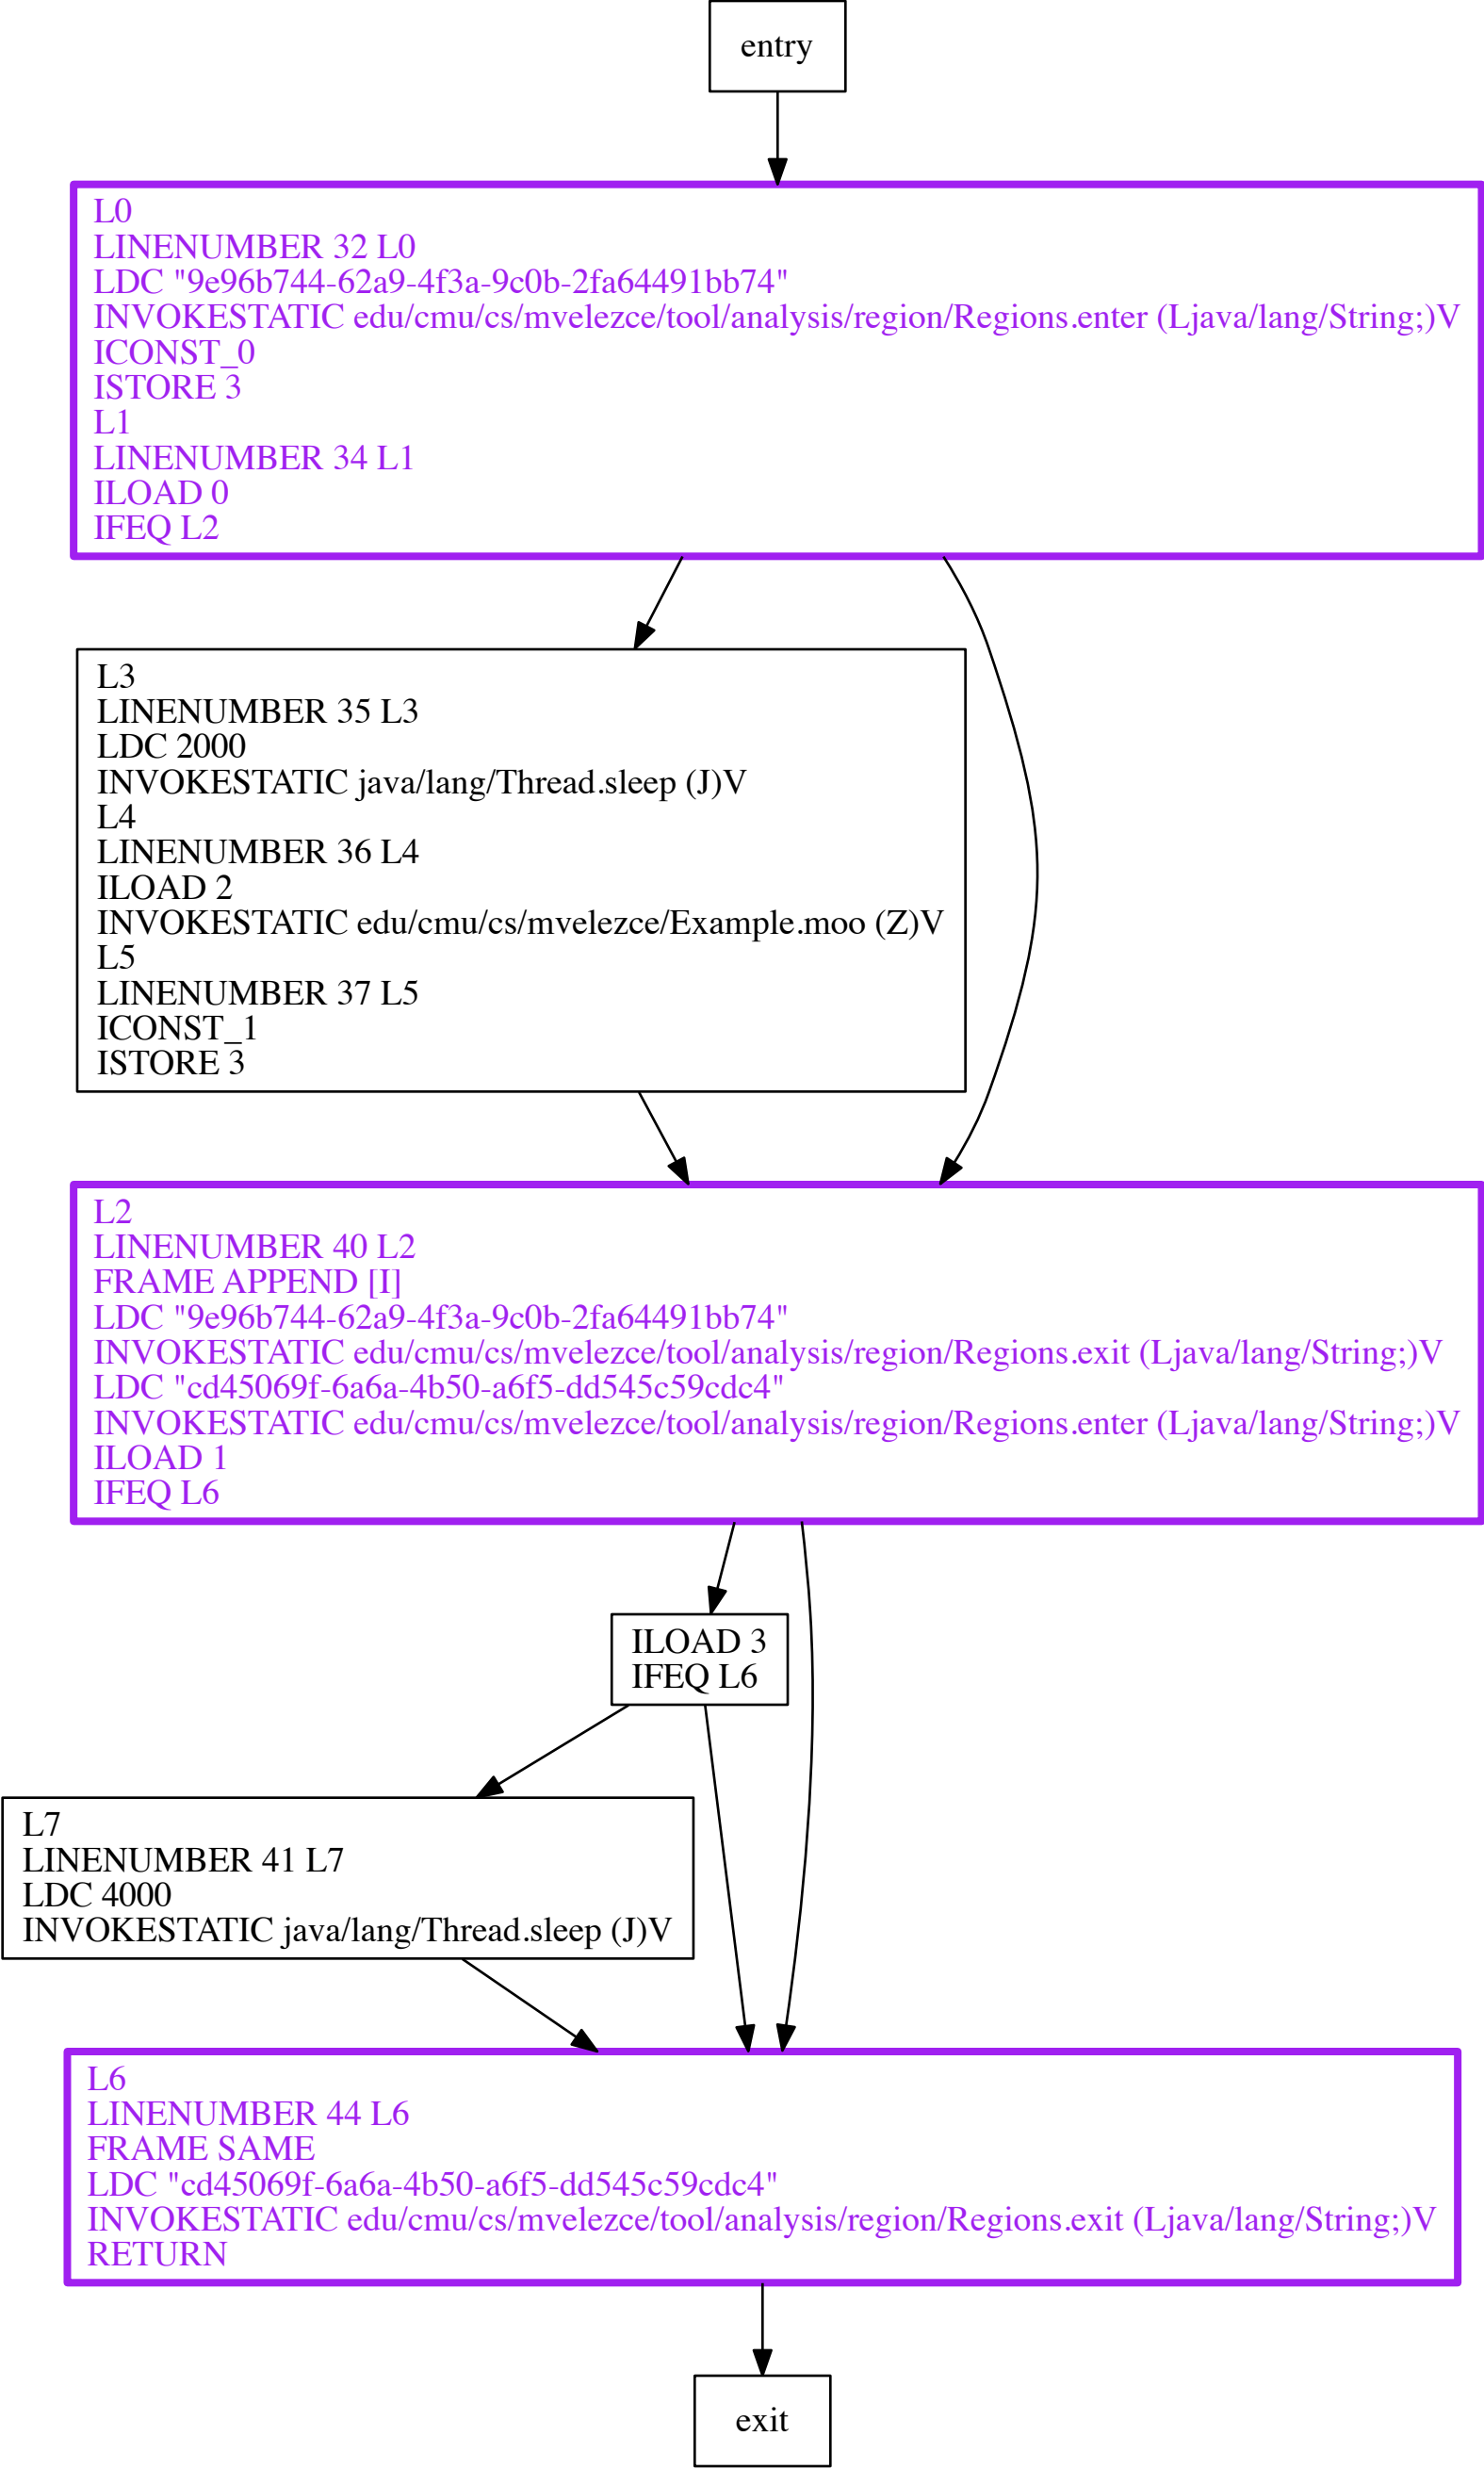 entry
L0
LINENUMBER 32 L0
LDC "9e96b744-62a9-4f3a-9c0b-2fa64491bb74"
INVOKESTATIC edu/cmu/cs/mvelezce/tool/analysis/region/Regions.enter (Ljava/lang/String;)V
ICONST_0
ISTORE 3
L1
LINENUMBER 34 L1
ILOAD 0
IFEQ L2
L3
LINENUMBER 35 L3
LDC 2000
INVOKESTATIC java/lang/Thread.sleep (J)V
L4
LINENUMBER 36 L4
ILOAD 2
INVOKESTATIC edu/cmu/cs/mvelezce/Example.moo (Z)V
L5
LINENUMBER 37 L5
ICONST_1
ISTORE 3
L2
LINENUMBER 40 L2
FRAME APPEND [I]
LDC "9e96b744-62a9-4f3a-9c0b-2fa64491bb74"
INVOKESTATIC edu/cmu/cs/mvelezce/tool/analysis/region/Regions.exit (Ljava/lang/String;)V
LDC "cd45069f-6a6a-4b50-a6f5-dd545c59cdc4"
INVOKESTATIC edu/cmu/cs/mvelezce/tool/analysis/region/Regions.enter (Ljava/lang/String;)V
ILOAD 1
IFEQ L6
ILOAD 3
IFEQ L6
L7
LINENUMBER 41 L7
LDC 4000
INVOKESTATIC java/lang/Thread.sleep (J)V
L6
LINENUMBER 44 L6
FRAME SAME
LDC "cd45069f-6a6a-4b50-a6f5-dd545c59cdc4"
INVOKESTATIC edu/cmu/cs/mvelezce/tool/analysis/region/Regions.exit (Ljava/lang/String;)V
RETURN
exit